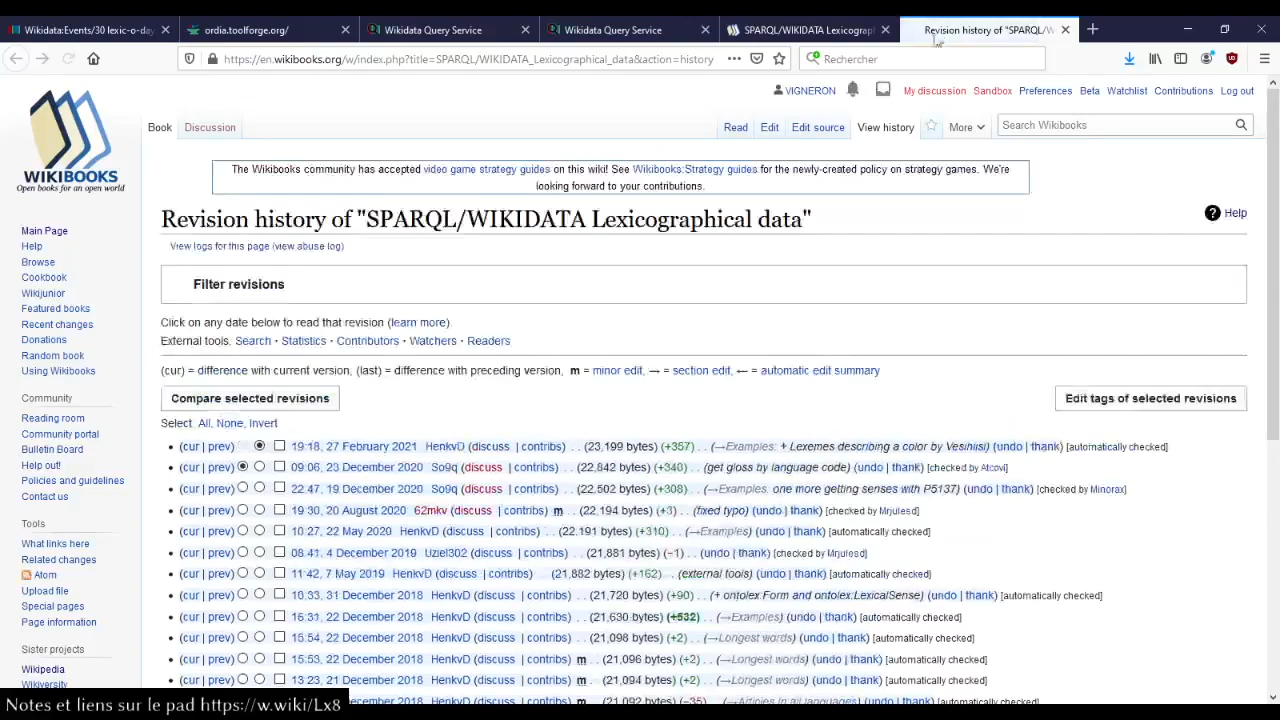 Wikidata:Events/30 lexic-o-day
ordia.toolforge.org/
Wikidata Query Service
Wikidata Query Service
SPARQL/WIKIDATA Lexicograph
Revision history of "SPARQL/W
https://en.wikibooks.org/w/index.php?title=SPARQL/WIKIDATA_Lexicographical_data&action=history
Rechercher
VIGNERON My discussion Sandbox Preferences Beta Watchlist Contributions Log out
Book Discussion Read Edit Edit source View history More Search Wikibooks
WIKIBOOKS
Open books for an open world
The Wikibooks community has accepted video game strategy guides on this wiki! See Wikibooks:Strategy guides for the newly-created policy on strategy games. We're
looking forward to your contributions.
Revision history of "SPARQL/WIKIDATA Lexicographical data"
Help
View logs for this page (view abuse log)
Filter revisions
Click on any date below to read that revision (learn more).
External tools: Search · Statistics · Contributors · Watchers · Readers
(cur) = difference with current version, (last) = difference with preceding version, m = minor edit, → = section edit, ← = automatic edit summary
Compare selected revisions
Edit tags of selected revisions
Select: All, None, Invert
(cur | prev) 19:18, 27 February 2021 HenkvD (discuss | contribs) . . (23,199 bytes) (+357) . . (→Examples: + Lexemes describing a color by Vesihiisi) (undo | thank) [automatically checked]
(cur | prev) 09:06, 23 December 2020 So9q (discuss | contribs) . . (22,842 bytes) (+340) . . (get gloss by language code) (undo | thank) [checked by Atcovi]
(cur | prev) 22:47, 19 December 2020 So9q (discuss | contribs) . . (22,502 bytes) (+308) . . (→Examples: one more getting senses with P5137) (undo | thank) [checked by Minorax]
(cur | prev) 19:30, 20 August 2020 62mkv (discuss | contribs) m . . (22,194 bytes) (+3) . . (fixed typo) (undo | thank) [checked by Mrjulesd]
(cur | prev) 10:27, 22 May 2020 HenkvD (discuss | contribs) . . (22,191 bytes) (+310) . . (→Examples) (undo | thank) [automatically checked]
(cur | prev) 08:41, 4 December 2019 Uziel302 (discuss | contribs) . . (21,881 bytes) (−1) . . (undo | thank) [checked by Mrjulesd]
(cur | prev) 11:42, 7 May 2019 HenkvD (discuss | contribs) . . (21,882 bytes) (+162) . . (external tools) (undo | thank) [automatically checked]
(cur | prev) 10:33, 31 December 2018 HenkvD (discuss | contribs) . . (21,720 bytes) (+90) . . (+ ontolex:Form and ontolex:LexicalSense) (undo | thank) [automatically checked]
(cur | prev) 16:31, 22 December 2018 HenkvD (discuss | contribs) . . (21,630 bytes) (+532) . . (→Examples) (undo | thank) [automatically checked]
(cur | prev) 15:54, 22 December 2018 HenkvD (discuss | contribs) . . (21,098 bytes) (+2) . . (→Longest words) (undo | thank) [automatically checked]
(cur | prev) 15:53, 22 December 2018 HenkvD (discuss | contribs) m . . (21,096 bytes) (+2) . . (→Longest words) (undo | thank) [automatically checked]
(cur | prev) 13:23, 21 December 2018 HenkvD (discuss | contribs) m . . (21,094 bytes) (+2) . . (→Longest words) (undo | thank) [automatically checked]
December 2018 HenkvD (discuss | contribs) m . . (21,092 bytes) (−35) . . in all languages) (undo | thank) [automatically checked]
Main Page
Help
Browse
Cookbook
Wikijunior
Featured books
Recent changes
Donations
Random book
Using Wikibooks
Community
Reading room
Community portal
Bulletin Board
Help out!
Policies and guidelines
Contact us
Tools
What links here
Related changes
Atom
Upload file
Special pages
Page information
Sister projects
Wikipedia
Wikiversity
Notes et liens sur le pad https://w.wiki/Lx8